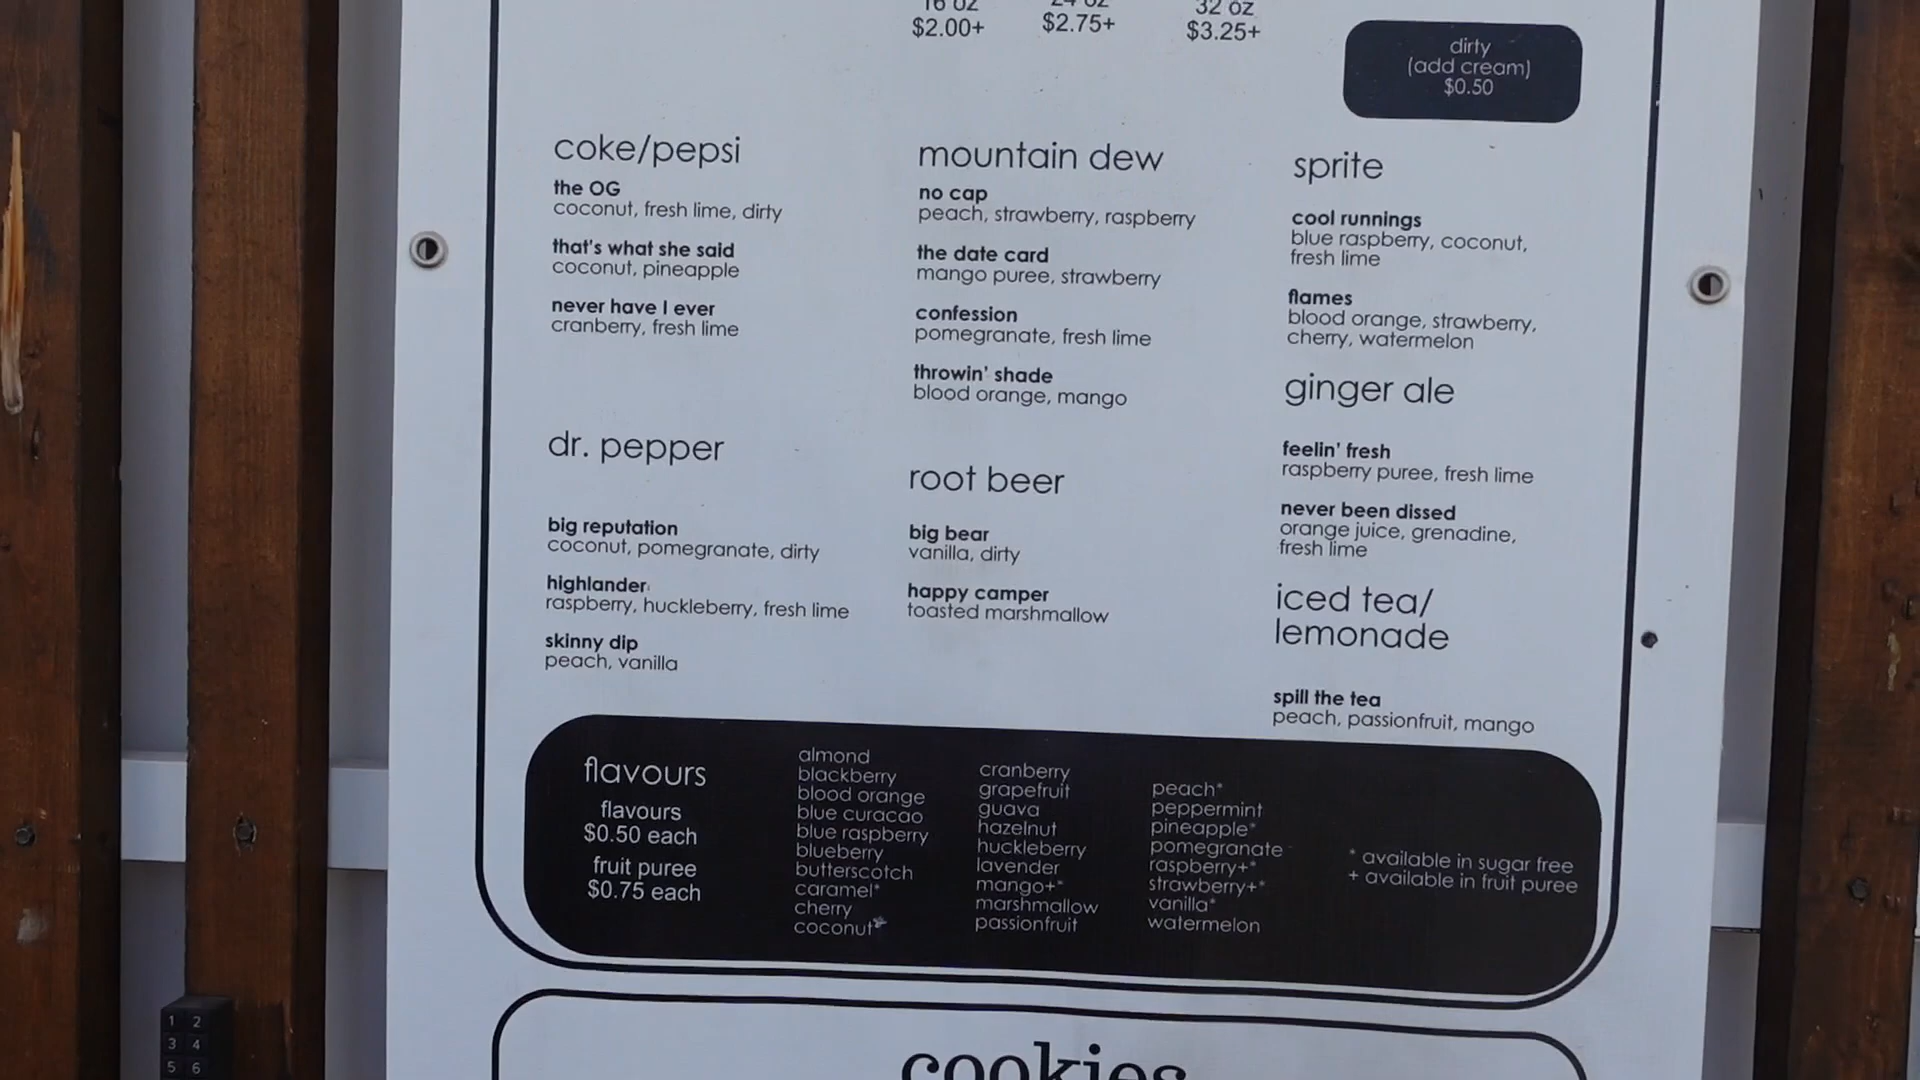 16 oz
$2.00+
24 oz
$2.75+
32 oz
$3.25+
dirty
(add cream)
$0.50
coke/pepsi
the OG
coconut, fresh lime, dirty
that's what she said
coconut, pineapple
never have I ever
cranberry, fresh lime
dr. pepper
big reputation
coconut, pomegranate, dirty
highlander
raspberry, huckleberry, fresh lime
skinny dip
peach, vanilla
mountain dew
no cap
peach, strawberry, raspberry
the date card
mango puree, strawberry
confession
pomegranate, fresh lime
throwin' shade
blood orange, mango
root beer
big bear
vanilla, dirty
happy camper
toasted marshmallow
sprite
cool runnings
blue raspberry, coconut,
fresh lime
flames
blood orange, strawberry,
cherry, watermelon
ginger ale
feelin' fresh
raspberry puree, fresh lime
never been dissed
orange juice, grenadine,
fresh lime
iced tea/
lemonade
spill the tea
peach, passionfruit, mango
flavours
flavours
$0.50 each
fruit puree
$0.75 each
almond
blackberry
blood orange
blue curacao
blue raspberry
blueberry
butterscotch
caramel*
cherry
coconut*
cranberry
grapefruit
guava
hazelnut
huckleberry
lavender
mango+*
marshmallow
passionfruit
peach*
peppermint
pineapple*
pomegranate
raspberry+*
strawberry+*
vanilla*
watermelon
* available in sugar free
+ available in fruit puree
cookies
1 2
3 4
5 6